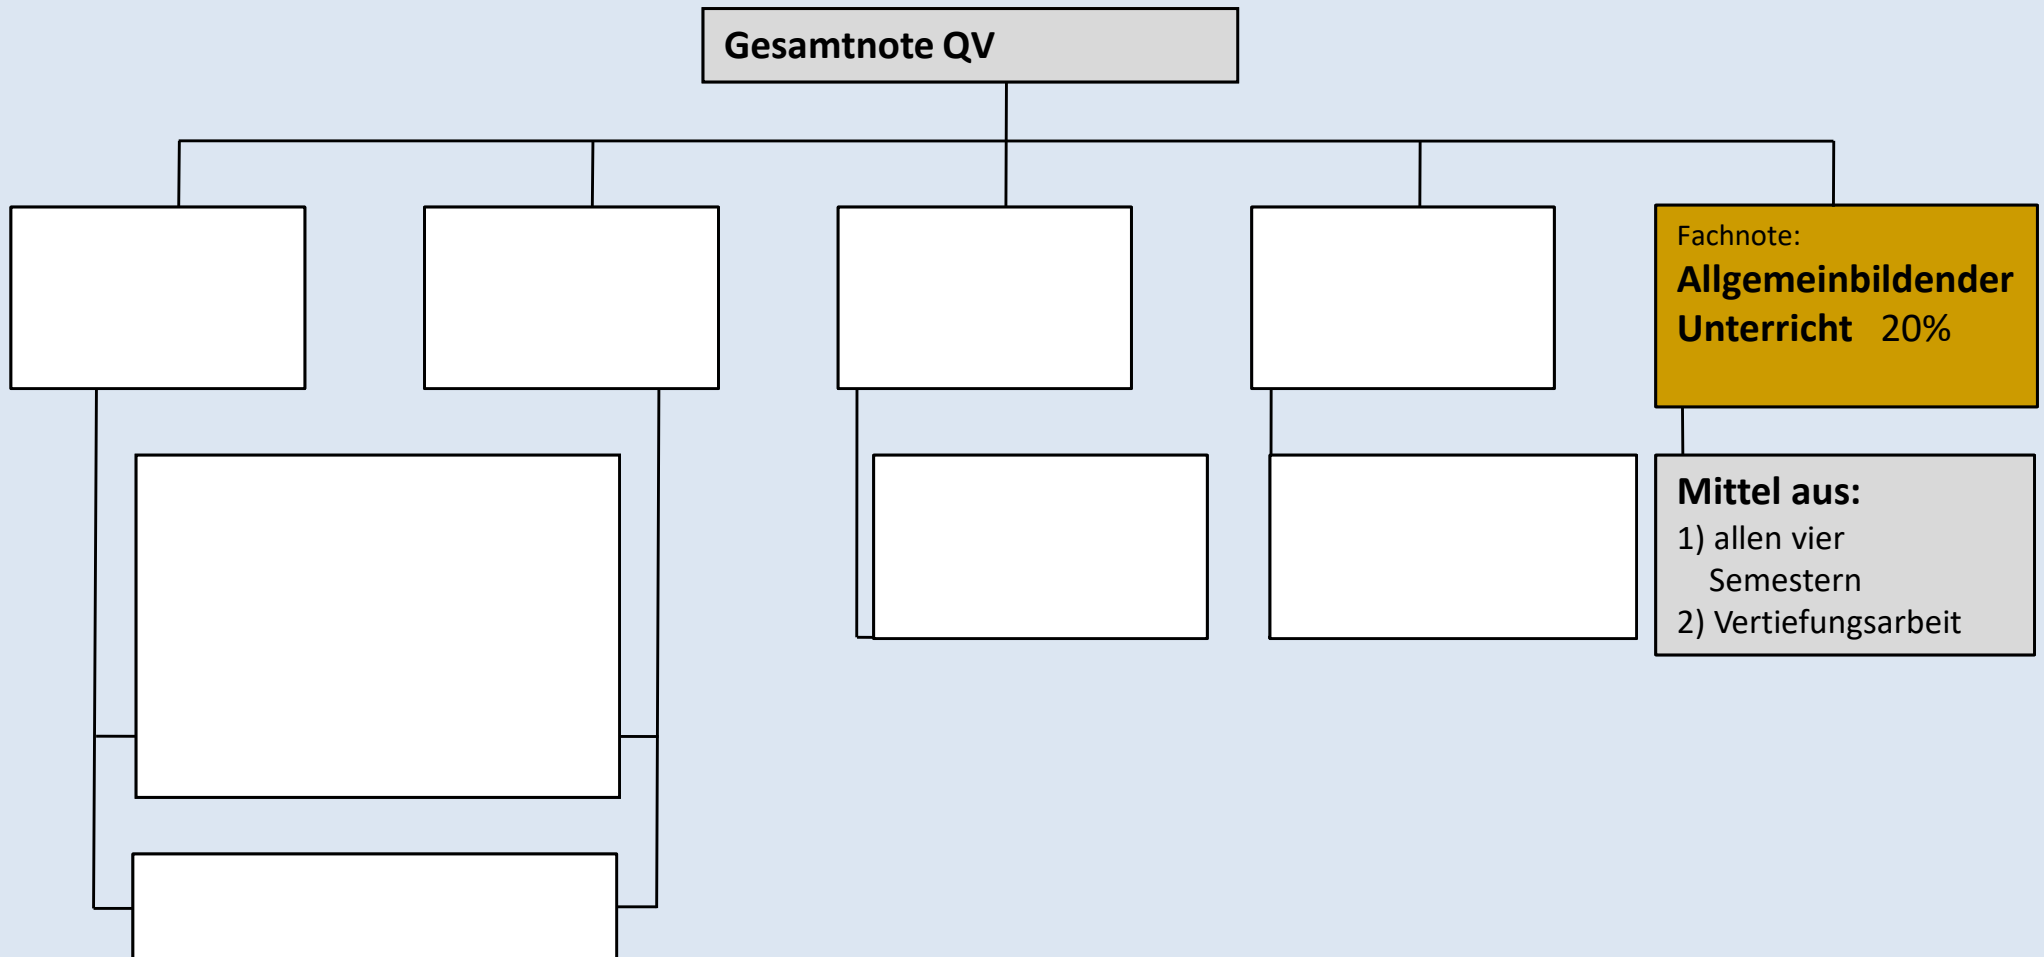 Gesamtnote QV
Fachnote:
Allgemeinbildender
Unterricht 20%
Mittel aus:
1) allen vier
Semestern
2) Vertiefungsarbeit